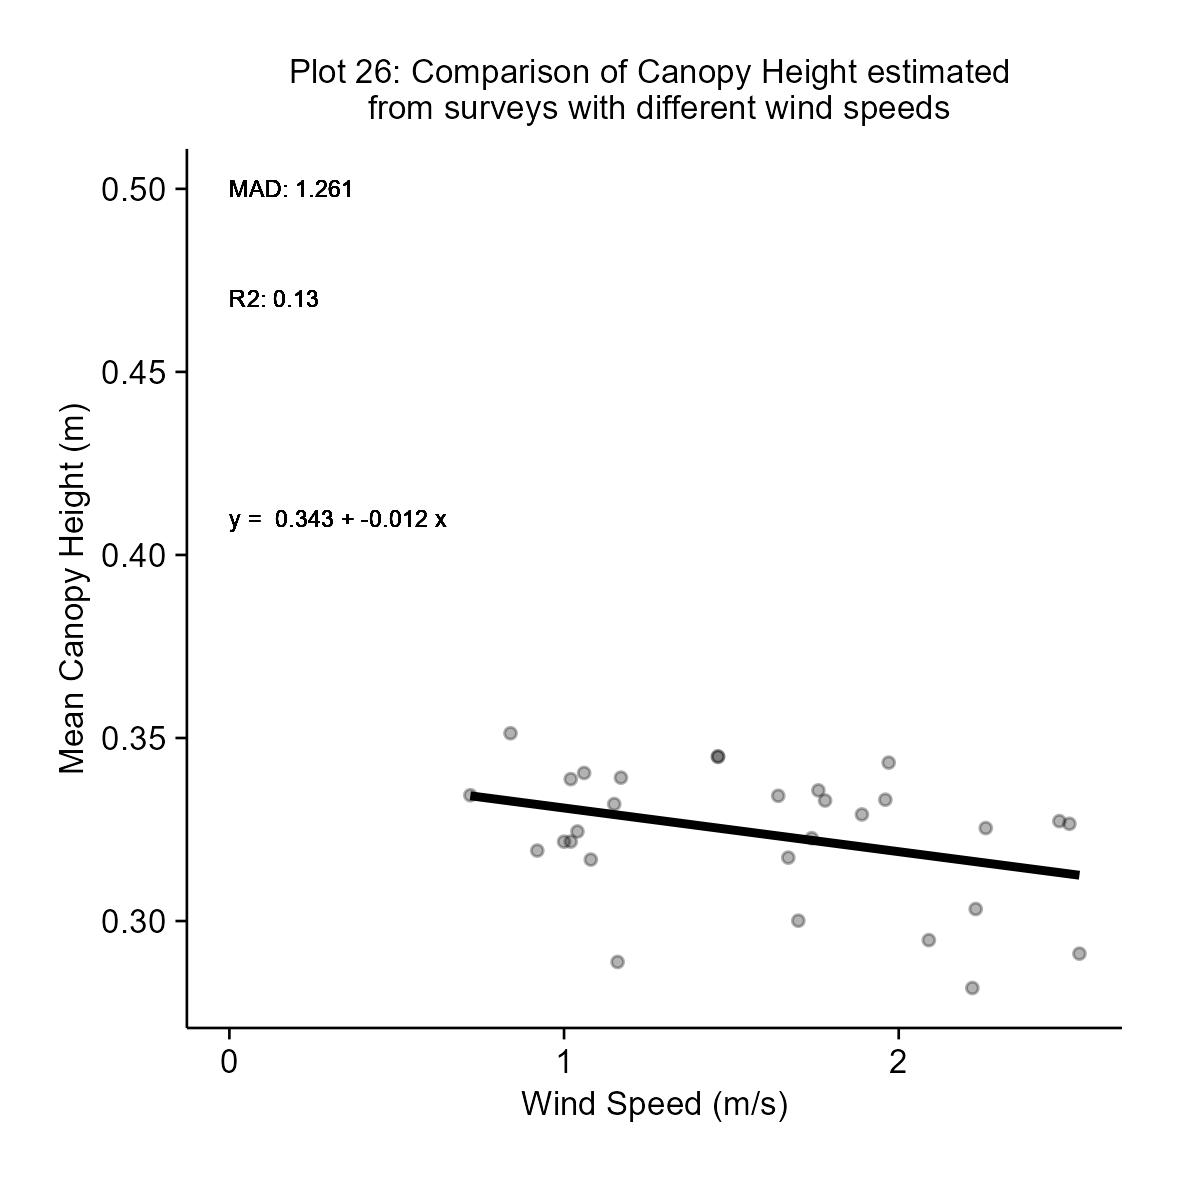 Plot 26: Comparison of Canopy Height estimated
from surveys with different wind speeds
0.50
MAD: 1.261
R2: 0.13
0.45
y =  0.343 + -0.012 x
0.40
Mean Canopy Height (m)
0.35
0.30
0
1
2
Wind Speed (m/s)